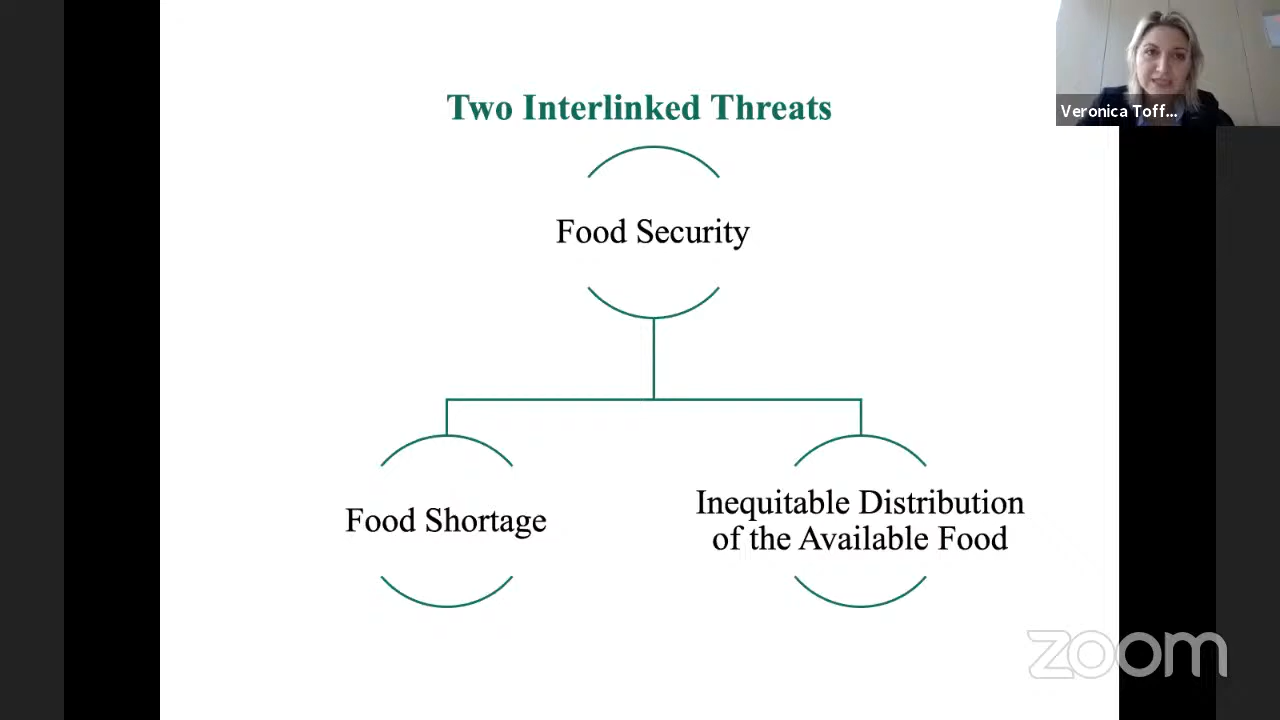 Two Interlinked Threats
Veronica Toff...
Food Security
Food Shortage
Inequitable Distribution
of the Available Food
zoom